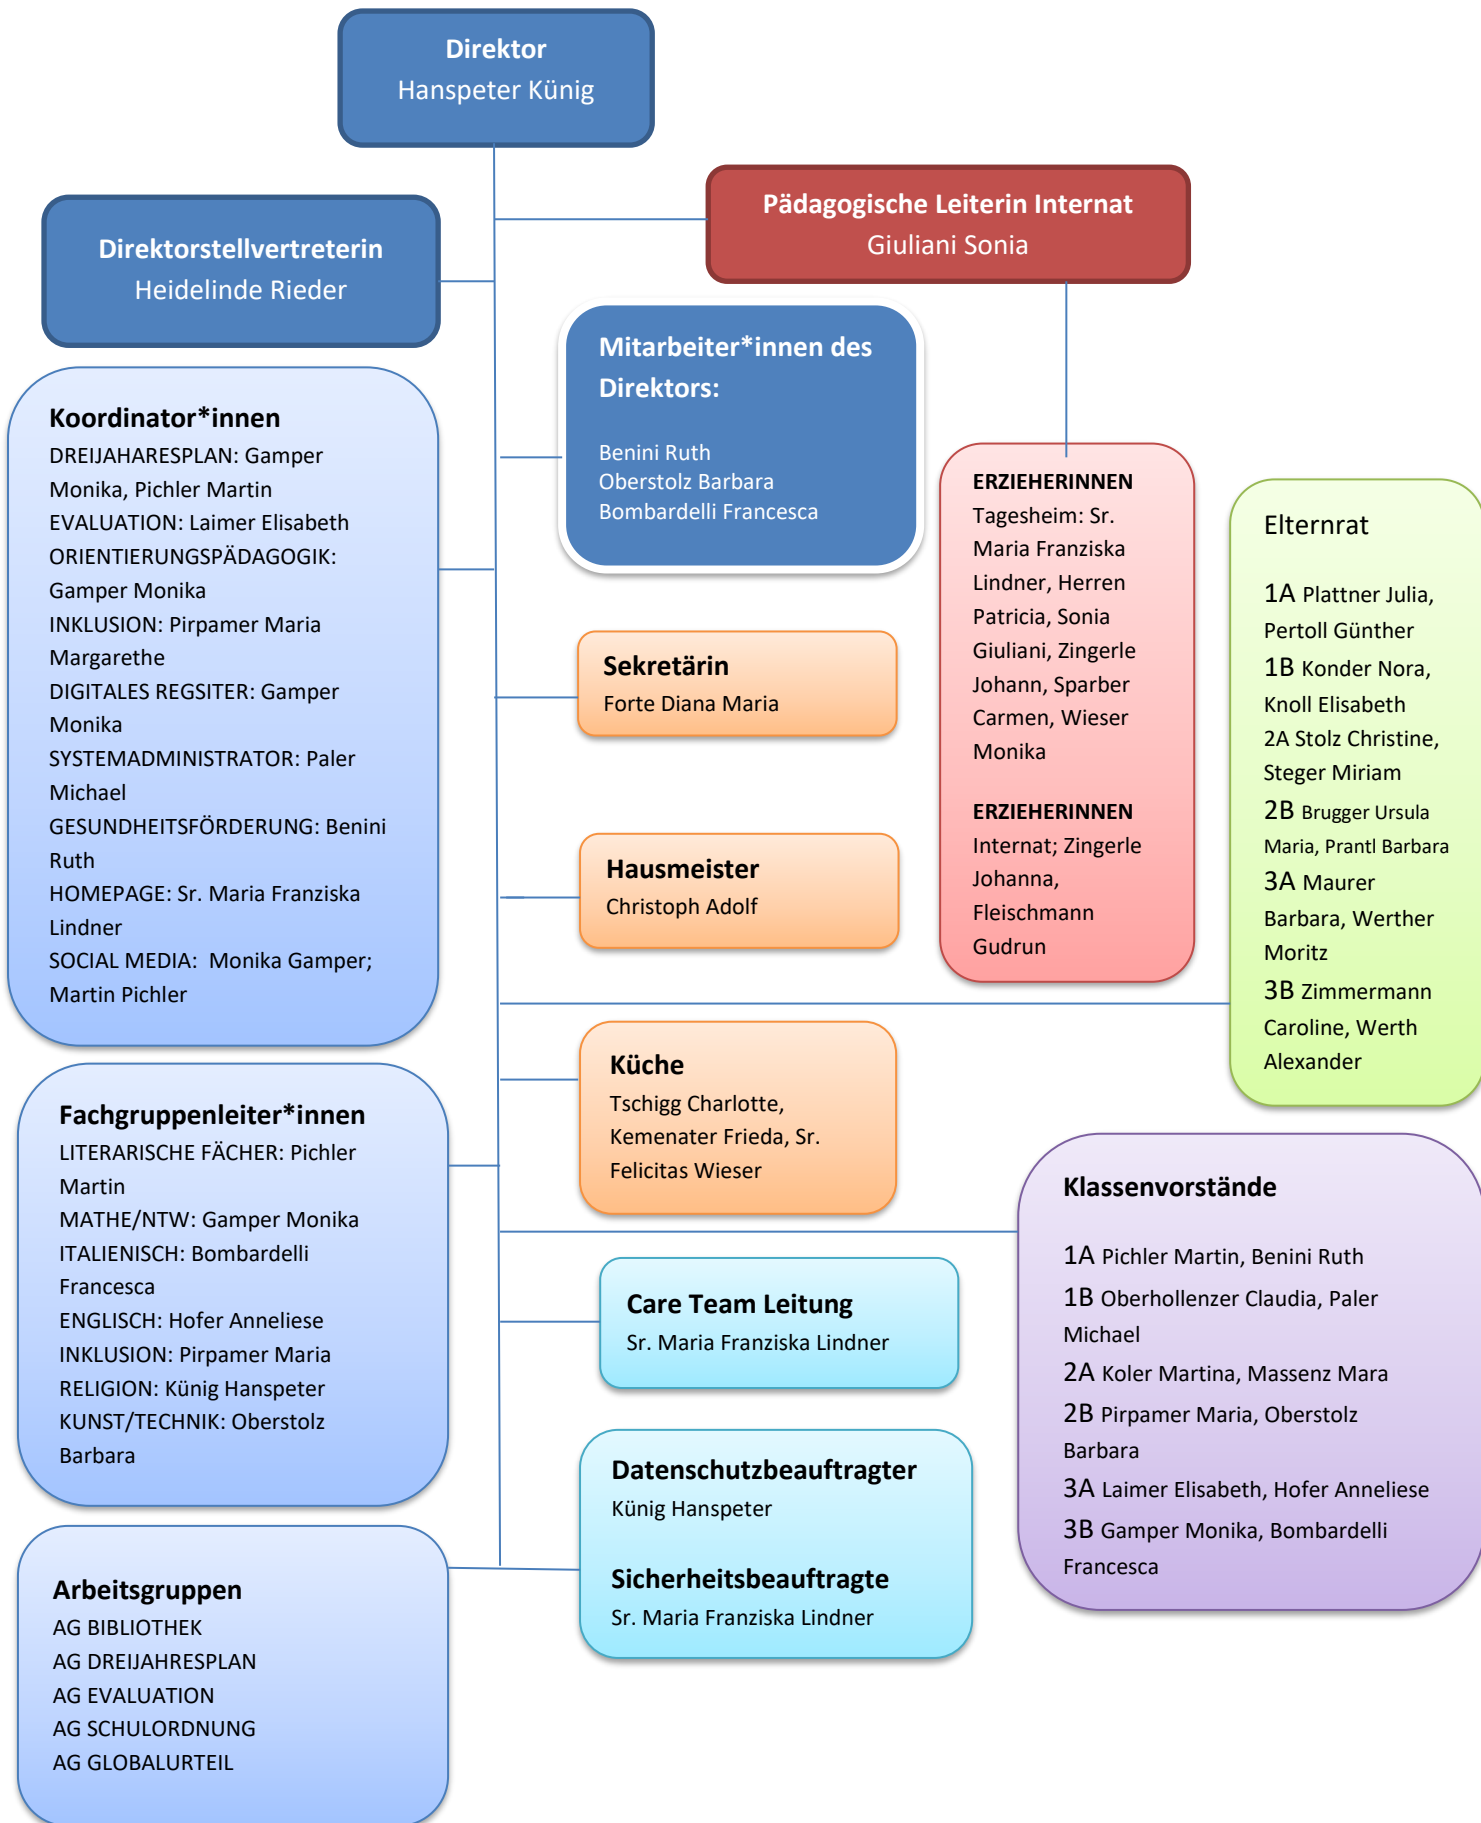 Direktor
Hanspeter Künig
Pädagogische Leiterin Internat
Giuliani Sonia
Direktorstellvertreterin
Heidelinde Rieder
Mitarbeiter*innen des
Direktors:
Benini Ruth
Oberstolz Barbara
Bombardelli Francesca
Koordinator*innen
DREIJAHARESPLAN: Gamper
Monika, Pichler Martin
EVALUATION: Laimer Elisabeth
ORIENTIERUNGSPÄDAGOGIK:
Gamper Monika
INKLUSION: Pirpamer Maria
Margarethe
DIGITALES REGSITER: Gamper
Monika
SYSTEMADMINISTRATOR: Paler
Michael
GESUNDHEITSFÖRDERUNG: Benini
Ruth
HOMEPAGE: Sr. Maria Franziska
Lindner
SOCIAL MEDIA:  Monika Gamper;
Martin Pichler
ERZIEHERINNEN
Tagesheim: Sr.
Maria Franziska
Lindner, Herren
Patricia, Sonia
Giuliani, Zingerle
Johann, Sparber
Carmen, Wieser
Monika
ERZIEHERINNEN
Internat; Zingerle
Johanna,
Fleischmann
Gudrun
Elternrat
1A Plattner Julia,
Pertoll Günther
1B Konder Nora,
Knoll Elisabeth
2A Stolz Christine,
Steger Miriam
2B Brugger Ursula
Maria, Prantl Barbara
3A Maurer
Barbara, Werther
Moritz
3B Zimmermann
Caroline, Werth
Alexander
Sekretärin
Forte Diana Maria
Hausmeister
Christoph Adolf
Küche
Tschigg Charlotte,
Kemenater Frieda, Sr.
Felicitas Wieser
Fachgruppenleiter*innen
LITERARISCHE FÄCHER: Pichler
Martin
MATHE/NTW: Gamper Monika
ITALIENISCH: Bombardelli
Francesca
ENGLISCH: Hofer Anneliese
INKLUSION: Pirpamer Maria
RELIGION: Künig Hanspeter
KUNST/TECHNIK: Oberstolz
Barbara
Klassenvorstände
1A Pichler Martin, Benini Ruth
1B Oberhollenzer Claudia, Paler
Michael
2A Koler Martina, Massenz Mara
2B Pirpamer Maria, Oberstolz
Barbara
3A Laimer Elisabeth, Hofer Anneliese
3B Gamper Monika, Bombardelli
Francesca
Care Team Leitung
Sr. Maria Franziska Lindner
Datenschutzbeauftragter
Künig Hanspeter
Sicherheitsbeauftragte
Sr. Maria Franziska Lindner
Arbeitsgruppen
AG BIBLIOTHEK
AG DREIJAHRESPLAN
AG EVALUATION
AG SCHULORDNUNG
AG GLOBALURTEIL